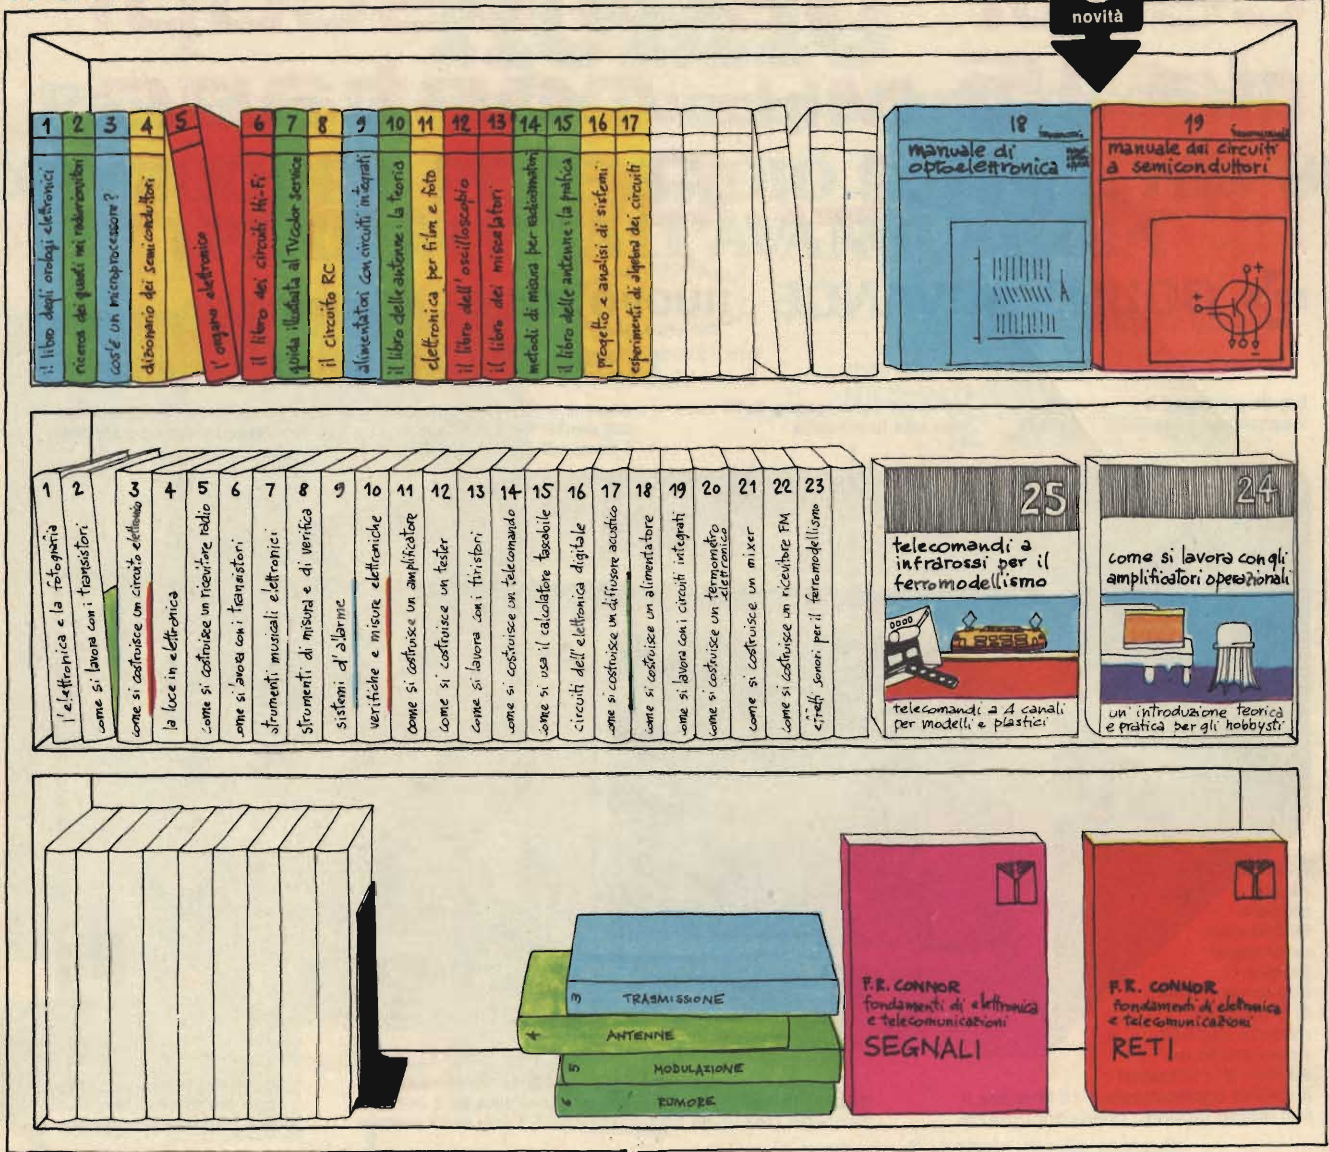 novità
1
il libro degli orologi elettronici
2
ricerca dei guasti nei radioricevitori
3
cos'è un microprocessore?
4
dizionario dei semiconduttori
5
l'organo elettronico
6
il libro dei circuiti Hi-Fi
7
guida illustrata al TVcolor service
8
il circuito RC
9
alimentatori con circuiti integrati
10
il libro delle antenne: la teoria
11
elettronica per film e foto
12
il libro dell'oscilloscopio
13
il libro dei miscelatori
14
metodi di misura per radioamatori
15
il libro delle antenne: la pratica
16
progetto e analisi di sistemi
17
esperimenti di algebra dei circuiti
18
manuale di
optoelettronica
19
manuale dei circuiti
a semiconduttori
1
l'elettronica e la fotografia
2
come si lavora con i transistori
3
come si costruisce un circuito elettronico
4
la luce in elettronica
5
come si costruisce un ricevitore radio
6
come si lavora con i transistori
7
strumenti musicali elettronici
8
strumenti di misura e di verifica
9
sistemi d'allarme
10
verifiche e misure elettroniche
11
come si costruisce un amplificatore
12
come si costruisce un tester
13
come si lavora con i tiristori
14
come si costruisce un telecomando
15
come si usa il calcolatore tascabile
16
circuiti dell'elettronica digitale
17
come si costruisce un difusore acustico
18
come si costruisce un alimentatore
19
come si lavora con i circuiti integrati
20
come si costruisce un termometro
elettronico
21
come si costruisce un mixer
22
come si costruisce un ricevitore FM
23
effetti sonori per il ferromodellismo
25
telecomandi a
infrarossi per il
ferromodellismo
telecomandi a 4 canali
per modelli e plastici
24
come si lavora con gli
amplificatori operazionali
un' introduzione teorica
e pratica per gli hobbysti
3 TRASMISSIONE
4 ANTENNE
5 MODULAZIONE
6 RUMORE
F.R. CONNOR
fondamenti di elettronica
e telecomunicazioni
SEGNALI
F.R. CONNOR
fondamenti di elettronica
e telecomunicazioni
RETI